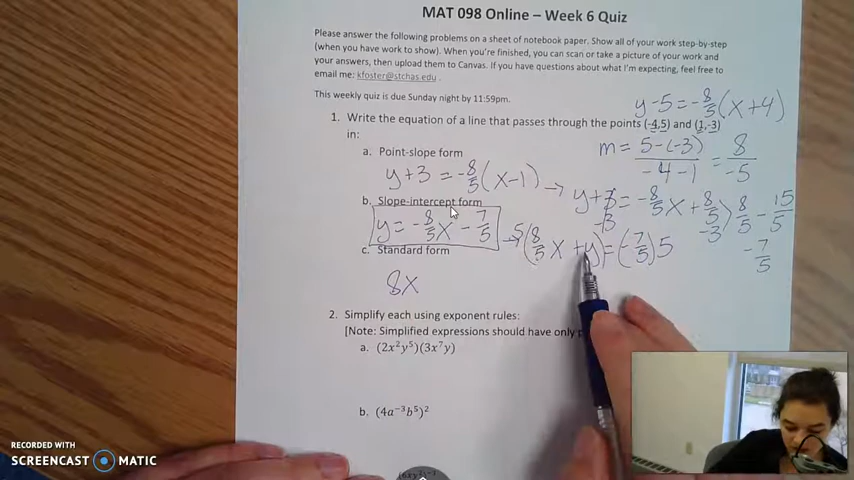 MAT 098 Online – Week 6 Quiz
Please answer the following problems on a sheet of notebook paper. Show all of your work step-by-step
(when you have work to show). When you're finished, you can scan or take a picture of your work and
your answers, then upload them to Canvas. If you have questions about what I'm expecting, feel free to
email me: kfoster@stchas.edu .
This weekly quiz is due Sunday night by 11:59pm.
y-5=-8/5(x+4)
1. Write the equation of a line that passes through the points (-4,5) and (1,-3)
in:
m = 5-(-3)/-4-1 = 8/-5
a. Point-slope form
y+3 = -8/5(x-1) →
y+3 = -8/5x + 8/5
-3 -3
8/5 - 15/5
-7/5
b. Slope-intercept form
y = -8/5x - 7/5
→ 5(8/5x + y) = (-7/5)5
c. Standard form
8x
2. Simplify each using exponent rules:
[Note: Simplified expressions should have only p
a. (2x²y⁵)(3x⁷y)
b. (4a⁻³b⁵)²
RECORDED WITH
SCREENCAST MATIC